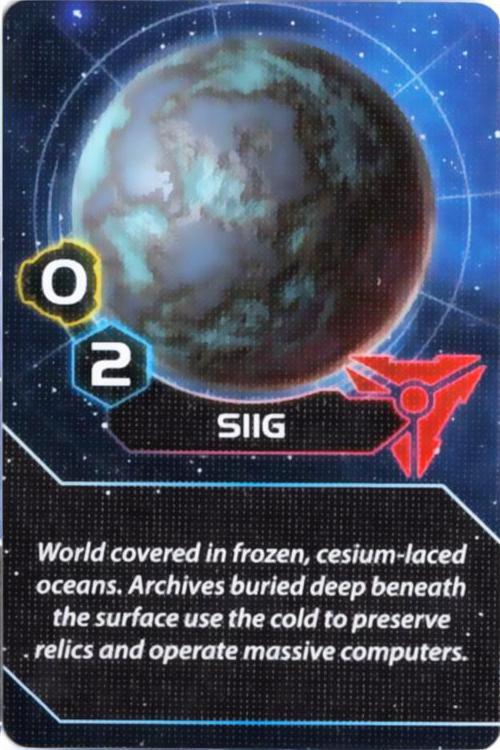 0
2
SIIG
World covered in frozen, cesium-laced
oceans. Archives buried deep beneath
the surface use the cold to preserve
relics and operate massive computers.